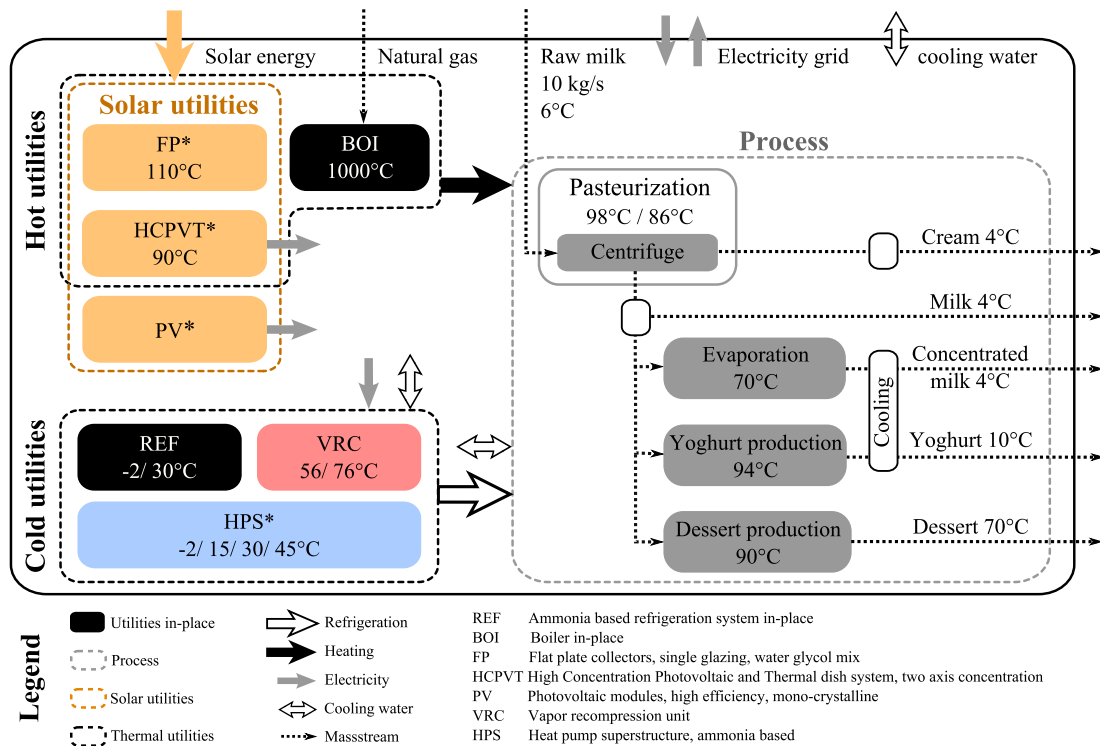 Solar energy
Natural gas
Raw milk
10 kg/s
6°C
Electricity grid
cooling water
Hot utilities
Solar utilities
FP*
110°C
BOI
1000°C
HCPVT*
90°C
PV*
Process
Pasteurization
98°C / 86°C
Centrifuge
Cream 4°C
Milk 4°C
Evaporation
70°C
Concentrated
milk 4°C
Cooling
Yoghurt production
94°C
Yoghurt 10°C
Dessert production
90°C
Dessert 70°C
Cold utilities
REF
-2/ 30°C
VRC
56/ 76°C
HPS*
-2/ 15/ 30/ 45°C
Legend
Utilities in-place
Process
Solar utilities
Thermal utilities
Refrigeration
Heating
Electricity
Cooling water
Massstream
REF Ammonia based refrigeration system in-place
BOI Boiler in-place
FP Flat plate collectors, single glazing, water glycol mix
HCPVT High Concentration Photovoltaic and Thermal dish system, two axis concentration
PV Photovoltaic modules, high efficiency, mono-crystalline
VRC Vapor recompression unit
HPS Heat pump superstructure, ammonia based